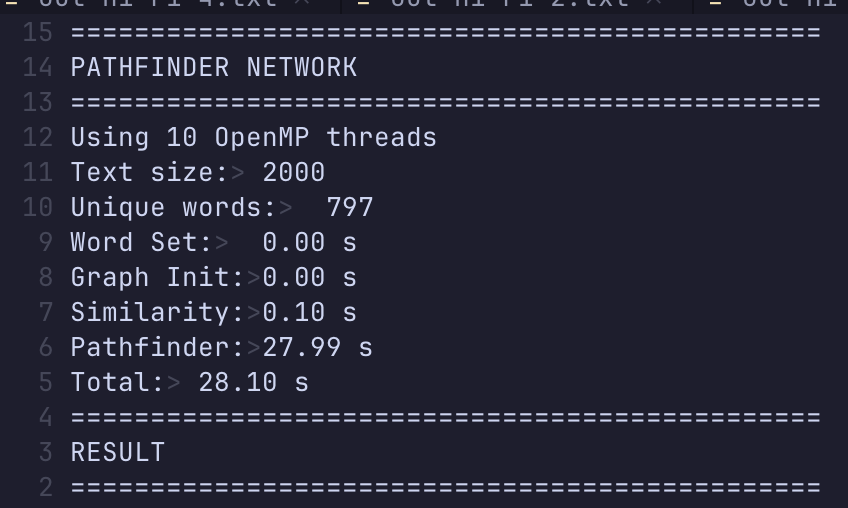 15 ===============================================
14 PATHFINDER NETWORK
13 ===============================================
12 Using 10 OpenMP threads
11 Text size:> 2000
10 Unique words:>  797
9 Word Set:>  0.00 s
8 Graph Init:>0.00 s
7 Similarity:>0.10 s
6 Pathfinder:>27.99 s
5 Total:> 28.10 s
4 ===============================================
3 RESULT
2 ===============================================